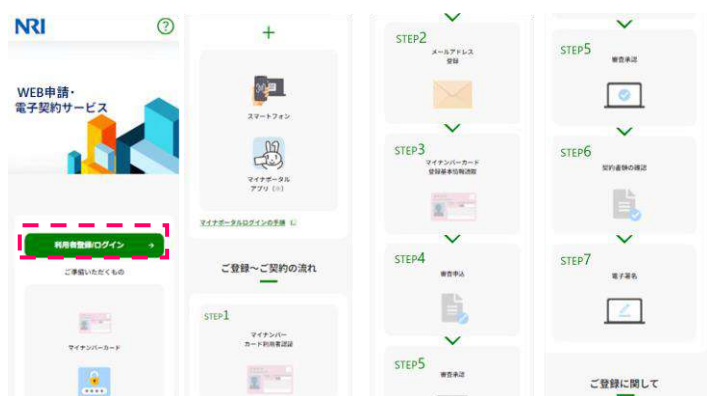 NRI
?
WEB申請・
電子契約サービス
利用者登録/ログイン →
ご準備いただくもの
マイナンバーカード
+
スマートフォン
マイナポータル
アプリ (※)
マイナポータルログインの手順
ご登録～ご契約の流れ
STEP1
マイナンバー
カード利用者認証
STEP2
メールアドレス
登録
STEP3
マイナンバーカード
登録基本情報読取
STEP4
審査申込
STEP5
審査承認
STEP5
審査承認
STEP6
契約書類の確認
STEP7
電子署名
ご登録に関して